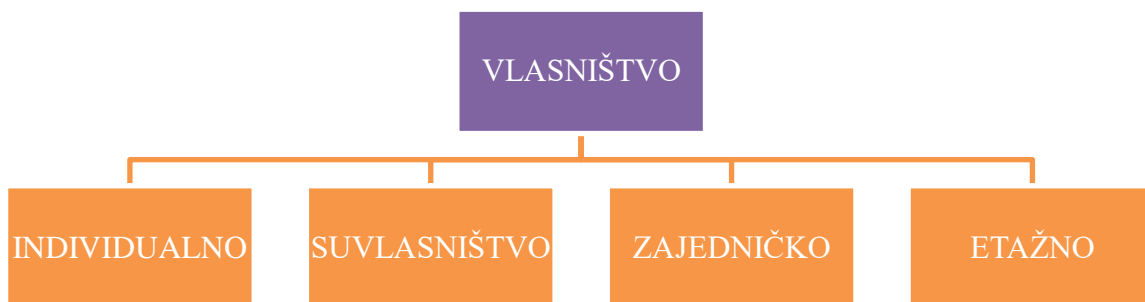 VLASNIŠTVO
INDIVIDUALNO
SUVLASNIŠTVO
ZAJEDNIČKO
ETAŽNO